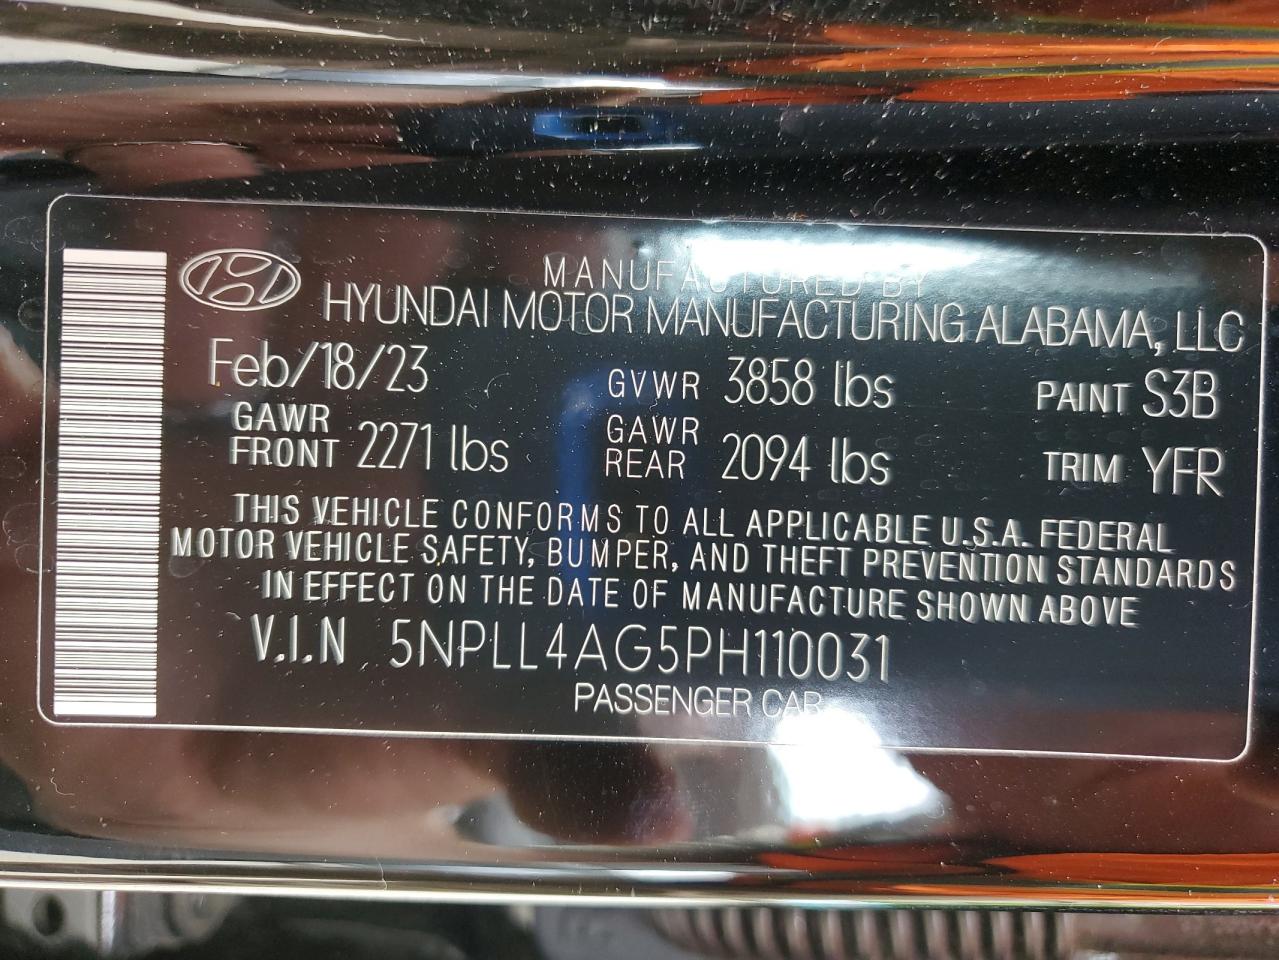 MANUFACTURED BY
HYUNDAI MOTOR MANUFACTURING ALABAMA, LLC
Feb/18/23 GVWR 3858 lbs PAINT S3B
GAWR FRONT 2271 lbs GAWR REAR 2094 lbs TRIM YFR
THIS VEHICLE CONFORMS TO ALL APPLICABLE U.S.A. FEDERAL
MOTOR VEHICLE SAFETY, BUMPER, AND THEFT PREVENTION STANDARDS
IN EFFECT ON THE DATE OF MANUFACTURE SHOWN ABOVE
V.I.N 5NPLL4AG5PH110031
PASSENGER CAR